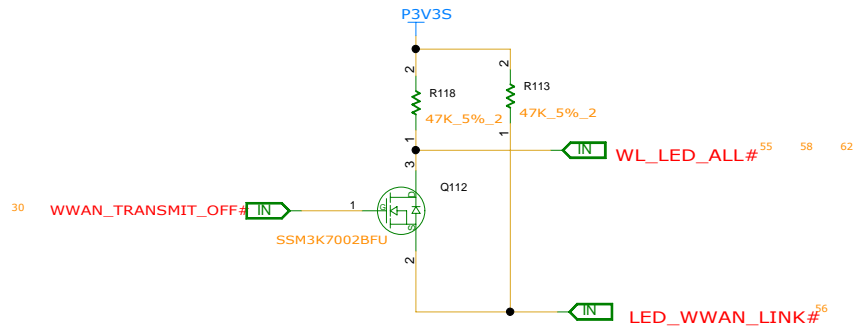 P3V3S
2
2
R118
R113
47K_5%_2
47K_5%_2
1
1
IN
WL_LED_ALL#
55 58 62
3
Q112
D
30
WWAN_TRANSMIT_OFF#
IN
1
G
S
SSM3K7002BFU
2
IN
LED_WWAN_LINK#
56